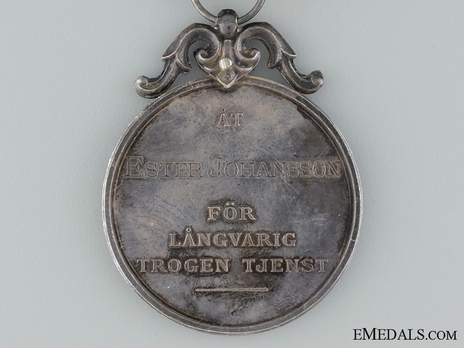 ÅT
ESTER JOHANSSON
FÖR
LÅNGVARIG
TROGEN TJENST
EMEDALS.COM